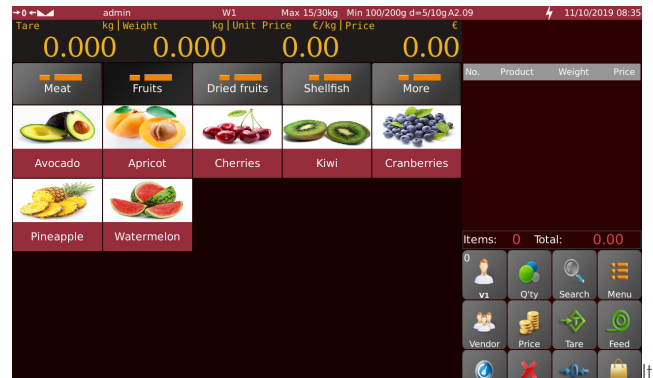 →0← admin W1 Max 15/30kg Min 100/200g d=5/10g A2.09 11/10/2019 08:35
Tare kg Weight kg Unit Price €/kg Price €
0.000 0.000 0.00 0.00
Meat Fruits Dried fruits Shellfish More
No. Product Weight Price
Avocado Apricot Cherries Kiwi Cranberries
Pineapple Watermelon
Items: 0 Total: 0.00
0
V1 Q'ty Search Menu
T
Vendor Price Tare Feed
→0←
It